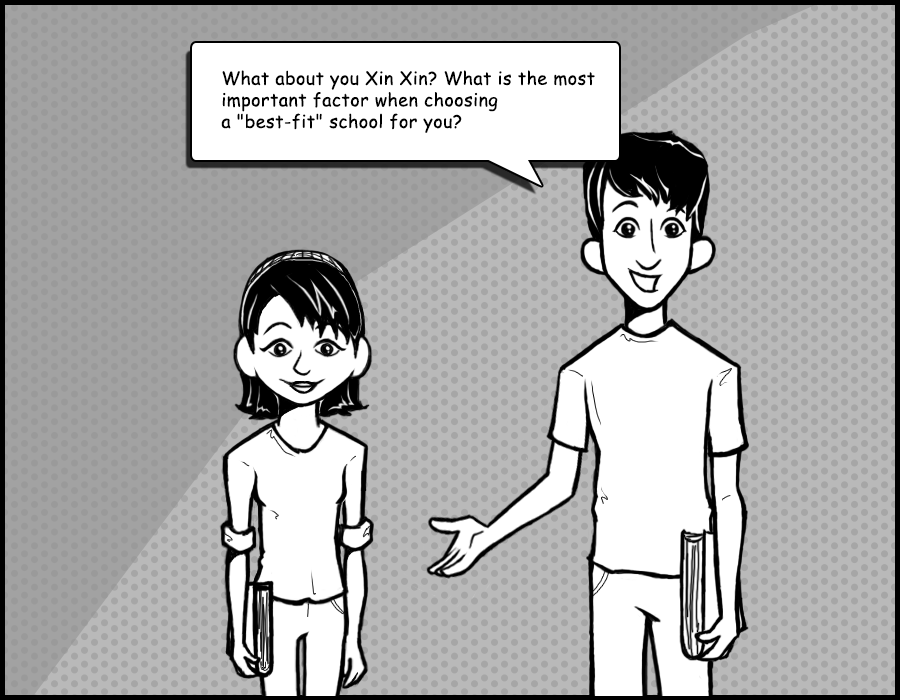 What about you Xin Xin? What is the most
important factor when choosing
a "best-fit" school for you?